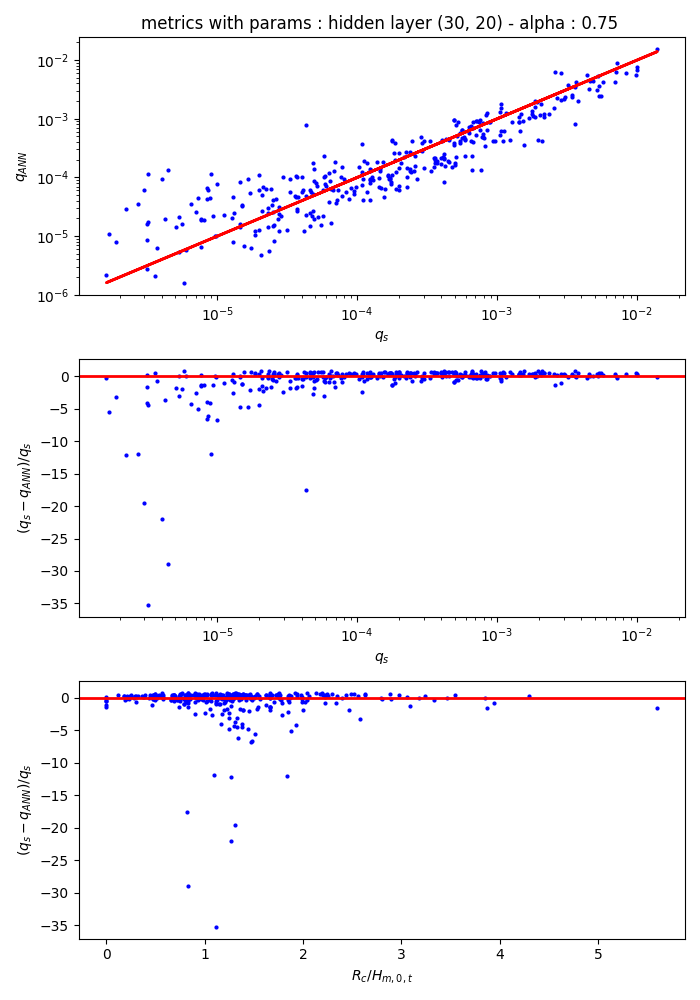 metrics with params : hidden layer (30, 20) - alpha : 0.75
q_ANN
10^−2
10^−3
10^−4
10^−5
10^−6
10^−5 10^−4 10^−3 10^−2
q_s
(q_s − q_ANN)/q_s
0
−5
−10
−15
−20
−25
−30
−35
10^−5 10^−4 10^−3 10^−2
q_s
(q_s − q_ANN)/q_s
0
−5
−10
−15
−20
−25
−30
−35
0 1 2 3 4 5
R_c/H_m,0,t